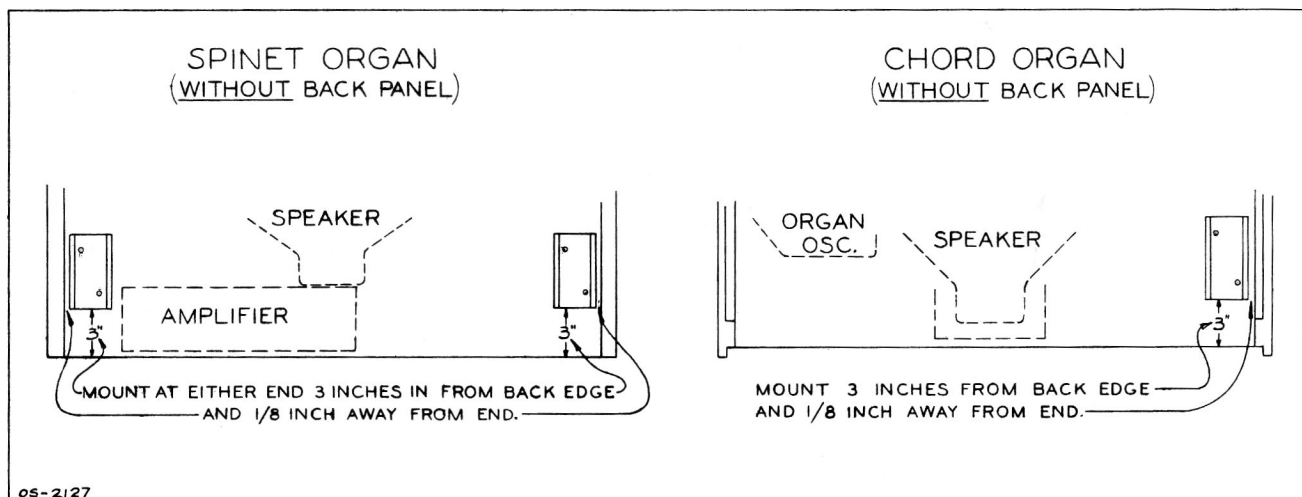 SPINET ORGAN
(WITHOUT BACK PANEL)
SPEAKER
AMPLIFIER
3"
3"
MOUNT AT EITHER END 3 INCHES IN FROM BACK EDGE
AND 1/8 INCH AWAY FROM END.
CHORD ORGAN
(WITHOUT BACK PANEL)
ORGAN
OSC.
SPEAKER
3"
MOUNT 3 INCHES FROM BACK EDGE
AND 1/8 INCH AWAY FROM END.
OS-2127